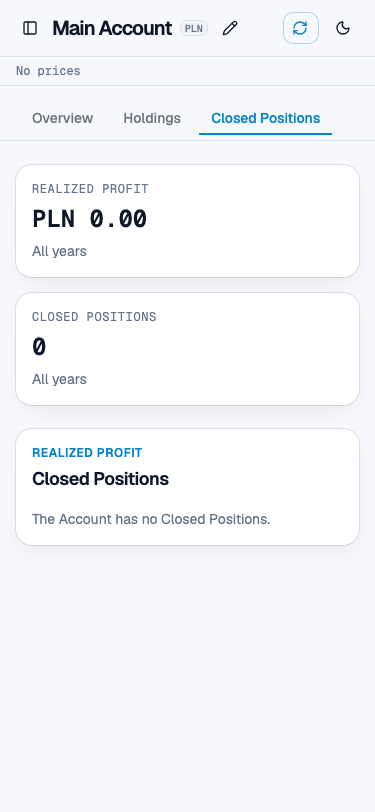 Main Account PLN
No prices
Overview Holdings Closed Positions
REALIZED PROFIT
PLN 0.00
All years
CLOSED POSITIONS
0
All years
REALIZED PROFIT
Closed Positions
The Account has no Closed Positions.